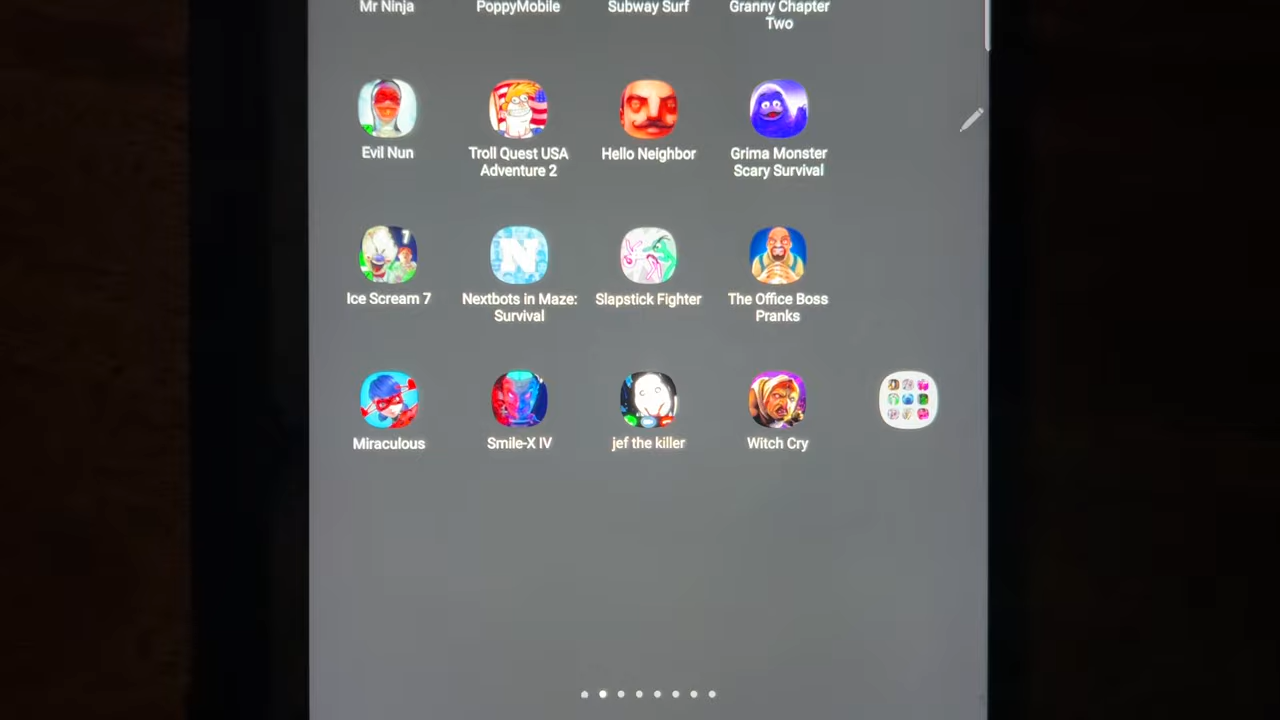 Mr Ninja
PoppyMobile
Subway Surf
Granny Chapter
Two
Evil Nun
Troll Quest USA
Adventure 2
Hello Neighbor
Grima Monster
Scary Survival
7
N
Ice Scream 7
Nextbots in Maze:
Survival
Slapstick Fighter
The Office Boss
Pranks
Miraculous
Smile-X IV
jef the killer
Witch Cry